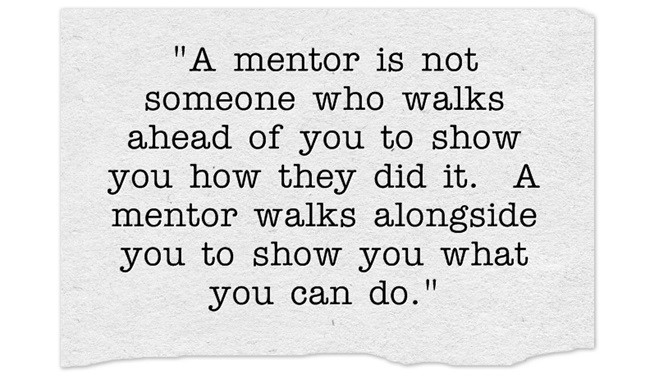 "A mentor is not
someone who walks
ahead of you to show
you how they did it.  A
mentor walks alongside
you to show you what
you can do."